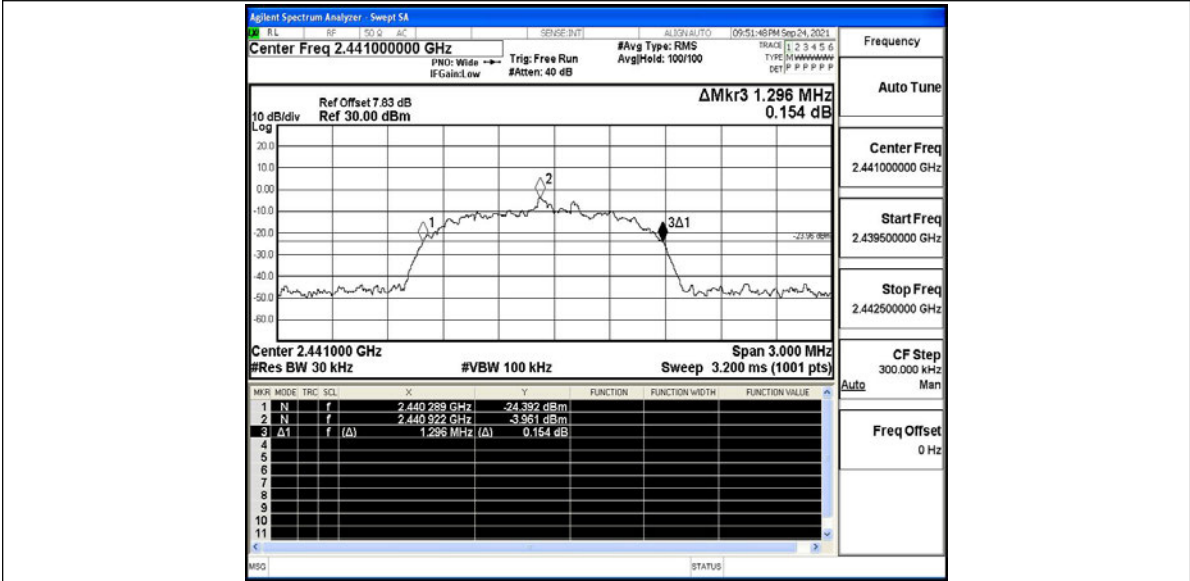 Agilent Spectrum Analyzer - Swept SA
RL RF 50 Ω AC SENSE:INT ALIGN AUTO 09:51:48 PM Sep 24, 2021
Center Freq 2.441000000 GHz
PNO: Wide
IFGain:Low
Trig: Free Run
#Atten: 40 dB
#Avg Type: RMS
Avg|Hold: 100/100
TRACE 1 2 3 4 5 6
TYPE M
DET P P P P P P
Ref Offset 7.83 dB
10 dB/div Ref 30.00 dBm
Log
ΔMkr3 1.296 MHz
0.154 dB
20.0
10.0
0.00
-10.0
-20.0
-30.0
-40.0
-50.0
-60.0
1
2
3Δ1
-23.96 dBm
Center 2.441000 GHz Span 3.000 MHz
#Res BW 30 kHz #VBW 100 kHz Sweep 3.200 ms (1001 pts)
MKR MODE TRC SCL X Y FUNCTION FUNCTION WIDTH FUNCTION VALUE
1 N f 2.440 289 GHz -24.392 dBm
2 N f 2.440 922 GHz -3.961 dBm
3 Δ1 f (Δ) 1.296 MHz (Δ) 0.154 dB
4
5
6
7
8
9
10
11
MSG STATUS
Frequency
Auto Tune
Center Freq
2.441000000 GHz
Start Freq
2.439500000 GHz
Stop Freq
2.442500000 GHz
CF Step
300.000 kHz
Auto Man
Freq Offset
0 Hz